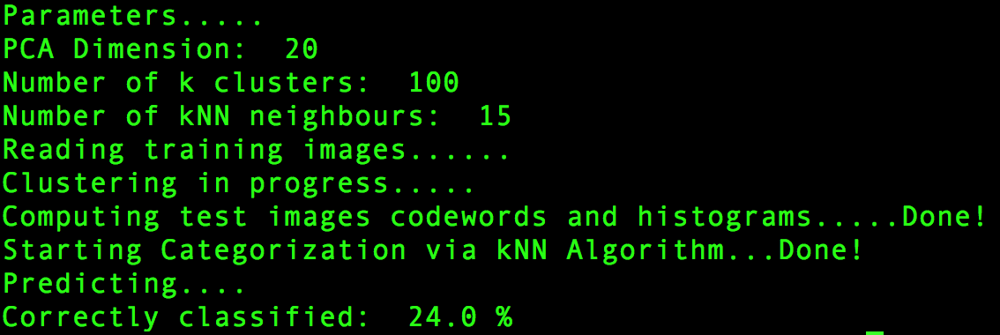 Parameters.....
PCA Dimension:  20
Number of k clusters:  100
Number of kNN neighbours:  15
Reading training images......
Clustering in progress.....
Computing test images codewords and histograms.....Done!
Starting Categorization via kNN Algorithm...Done!
Predicting....
Correctly classified:  24.0 %